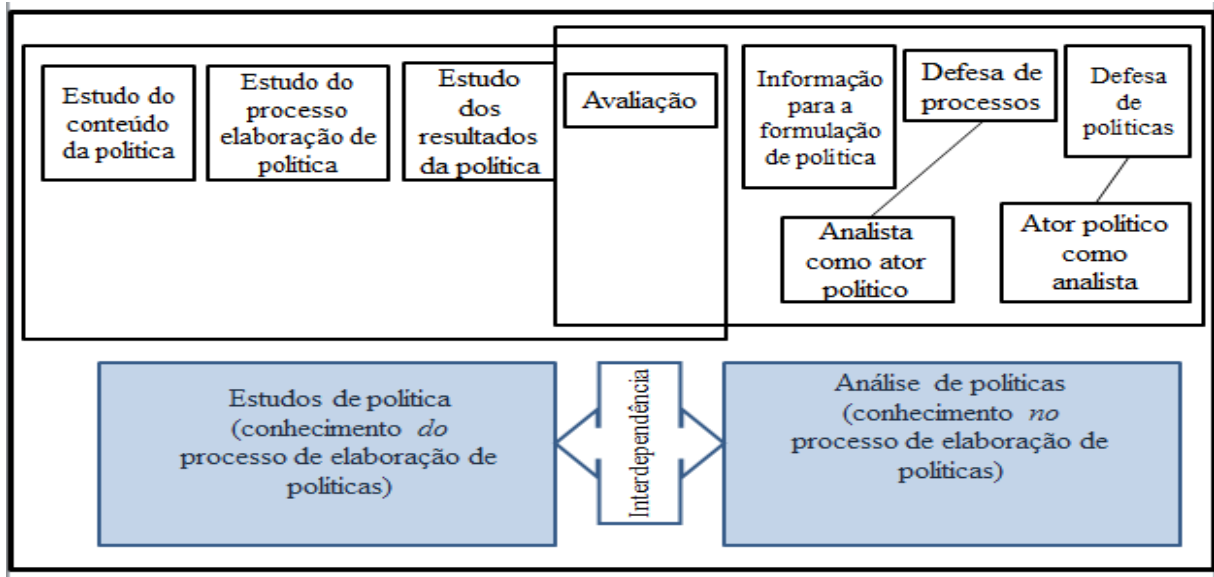 Estudo do
conteúdo
da política
Estudo do
processo
elaboração de
política
Estudo
dos
resultados
da política
Avaliação
Informação
para a
formulação
de política
Defesa de
processos
Defesa
de
políticas
Analista
como ator
político
Ator político
como
analista
Estudos de política
(conhecimento do
processo de elaboração de
políticas)
Interdependência
Análise de políticas
(conhecimento no
processo de elaboração de
políticas)